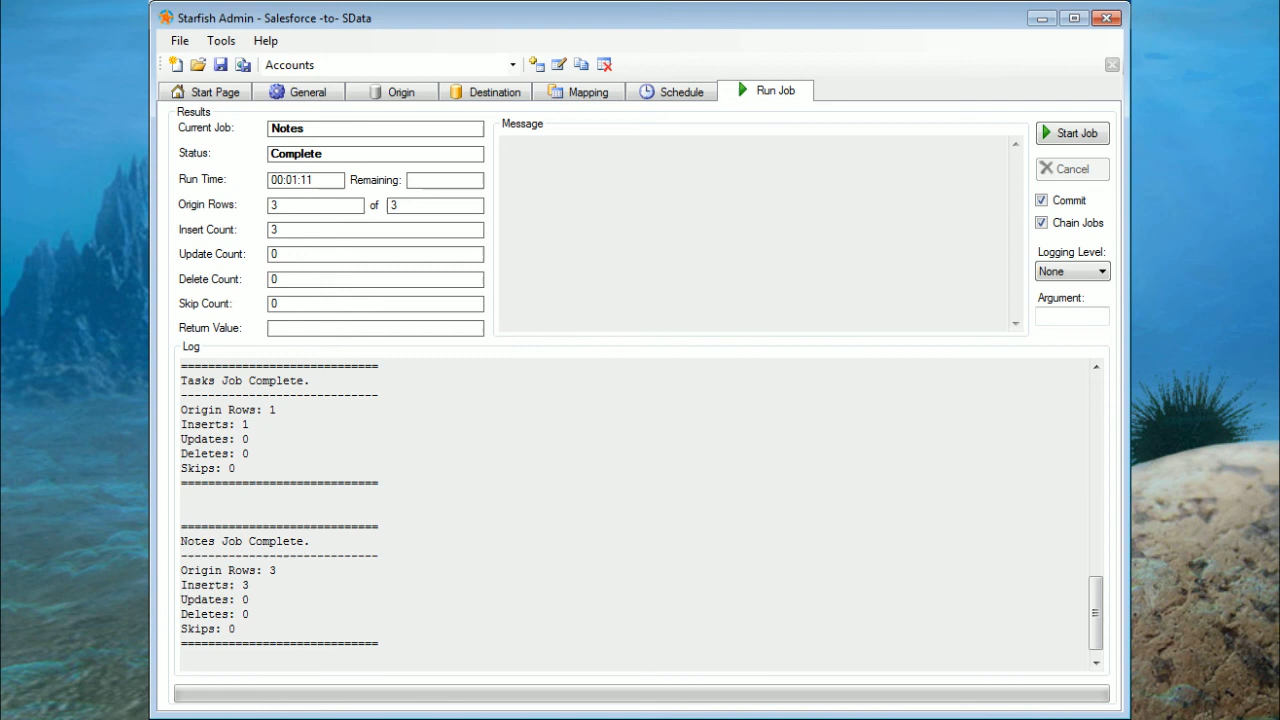 Starfish Admin - Salesforce -to- SData
File Tools Help
Accounts
Start Page General Origin Destination Mapping Schedule Run Job
Results
Current Job: Notes
Status: Complete
Run Time: 00:01:11 Remaining:
Origin Rows: 3 of 3
Insert Count: 3
Update Count: 0
Delete Count: 0
Skip Count: 0
Return Value:
Message
Start Job
Cancel
Commit
Chain Jobs
Logging Level:
None
Argument:
Log
=============================
Tasks Job Complete.
-----------------------------
Origin Rows: 1
Inserts: 1
Updates: 0
Deletes: 0
Skips: 0
=============================
=============================
Notes Job Complete.
-----------------------------
Origin Rows: 3
Inserts: 3
Updates: 0
Deletes: 0
Skips: 0
=============================